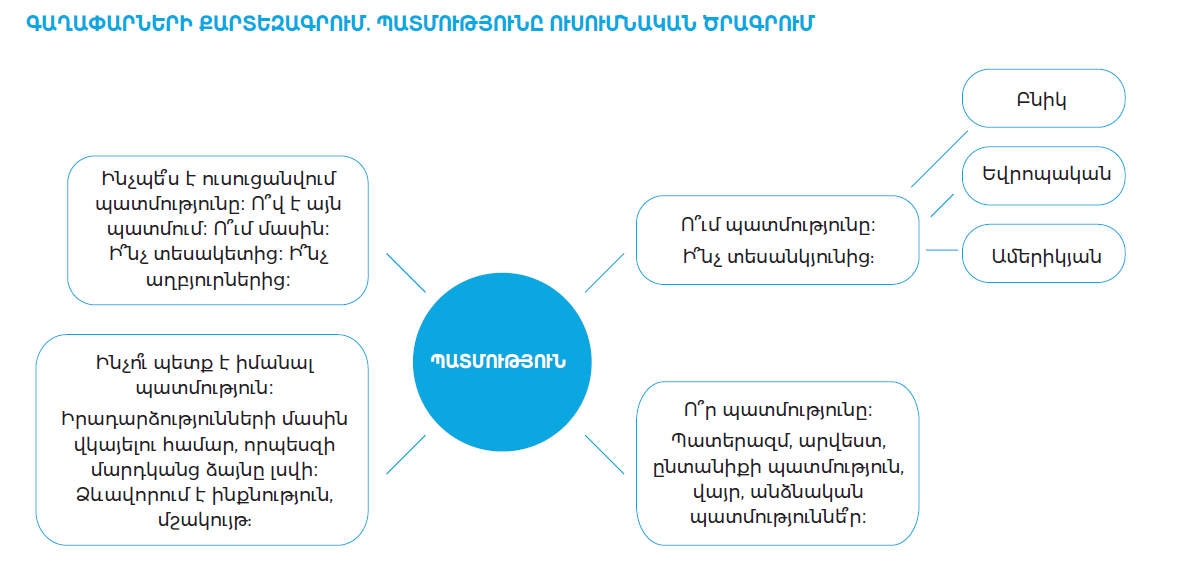 ԳԱՂԱՓԱՐՆԵՐԻ ՔԱՐՏԵԶԱԳՐՈՒՄ. ՊԱՏՄՈՒԹՅՈՒՆԸ ՈՒՍՈՒՄՆԱԿԱՆ ԾՐԱԳՐՈՒՄ
Ինչպե՞ս է ուսուցանվում
պատմությունը: Ո՞վ է այն
պատմում: Ո՞ւմ մասին:
Ի՞նչ տեսակետից: Ի՞նչ
աղբյուրներից:
Ինչո՞ւ պետք է իմանալ
պատմություն:
Իրադարձությունների մասին
վկայելու համար, որպեսզի
մարդկանց ձայնը լսվի:
Ձևավորում է ինքնություն,
մշակույթ։
ՊԱՏՄՈՒԹՅՈՒՆ
Ո՞ւմ պատմությունը:
Ի՞նչ տեսանկյունից։
Բնիկ
Եվրոպական
Ամերիկյան
Ո՞ր պատմությունը:
Պատերազմ, արվեստ,
ընտանիքի պատմություն,
վայր, անձնական
պատմություննե՞ր: